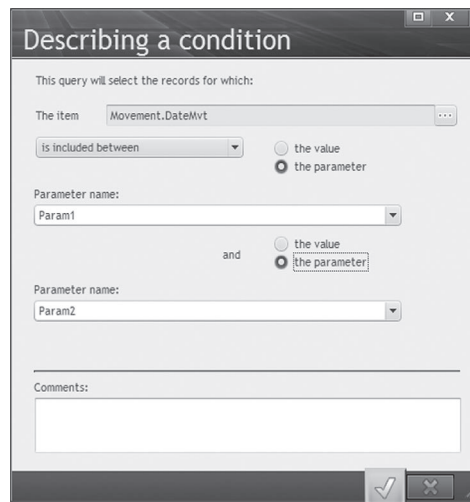 Describing a condition
This query will select the records for which:
The item Movement.DateMvt ...
is included between the value
the parameter
Parameter name:
Param1
and the value
the parameter
Parameter name:
Param2
Comments: